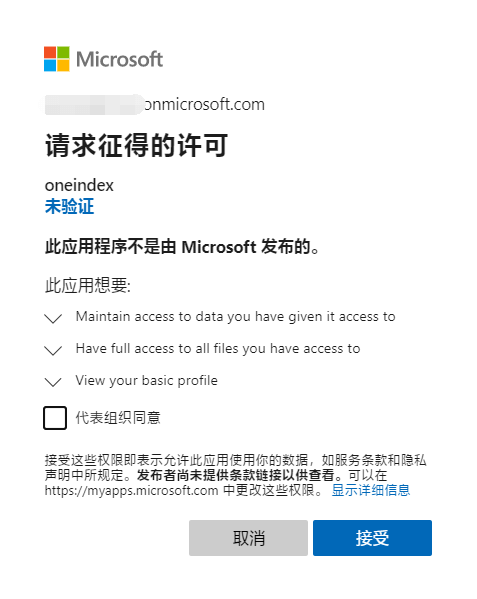 Microsoft
onmicrosoft.com
请求征得的许可
oneindex
未验证
此应用程序不是由 Microsoft 发布的。
此应用想要:
Maintain access to data you have given it access to
Have full access to all files you have access to
View your basic profile
代表组织同意
接受这些权限即表示允许此应用使用你的数据，如服务条款和隐私
声明中所规定。发布者尚未提供条款链接以供查看。可以在
https://myapps.microsoft.com 中更改这些权限。 显示详细信息
取消
接受